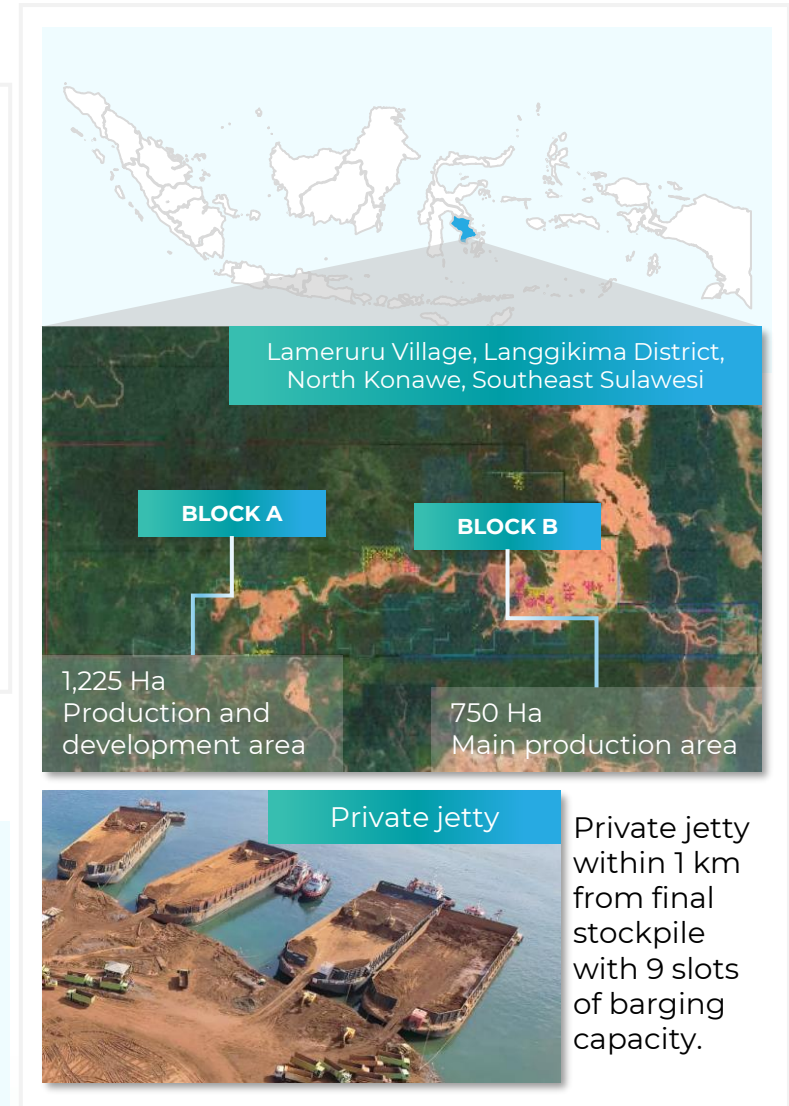 Lameruru Village, Langgikima District,
North Konawe, Southeast Sulawesi
BLOCK A
BLOCK B
1,225 Ha
Production and
development area
750 Ha
Main production area
Private jetty
Private jetty
within 1 km
from final
stockpile
with 9 slots
of barging
capacity.